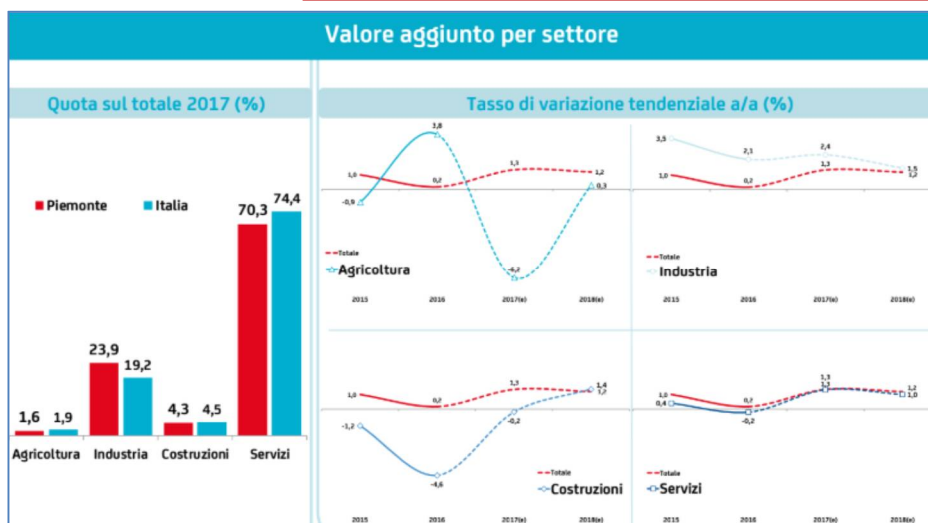 Valore aggiunto per settore
Quota sul totale 2017 (%)
Piemonte Italia
1,6 1,9 23,9 19,2 4,3 4,5 70,3 74,4
Agricoltura Industria Costruzioni Servizi
Tasso di variazione tendenziale a/a (%)
3,8
1,0 0,2 1,3 1,2
-0,9 -6,2 0,3
Totale
Agricoltura
2015 2016 2017(e) 2018(e)
3,5 2,1 2,4 1,5
1,0 0,2 1,3 1,2
Totale
Industria
2015 2016 2017(e) 2018(e)
1,0 0,2 1,3 1,2
-1,2 -4,6 -0,2 1,4
Totale
Costruzioni
2015 2016 2017(e) 2018(e)
1,0 0,2 1,3 1,2
0,4 -0,2 1,3 1,0
Totale
Servizi
2015 2016 2017(e) 2018(e)